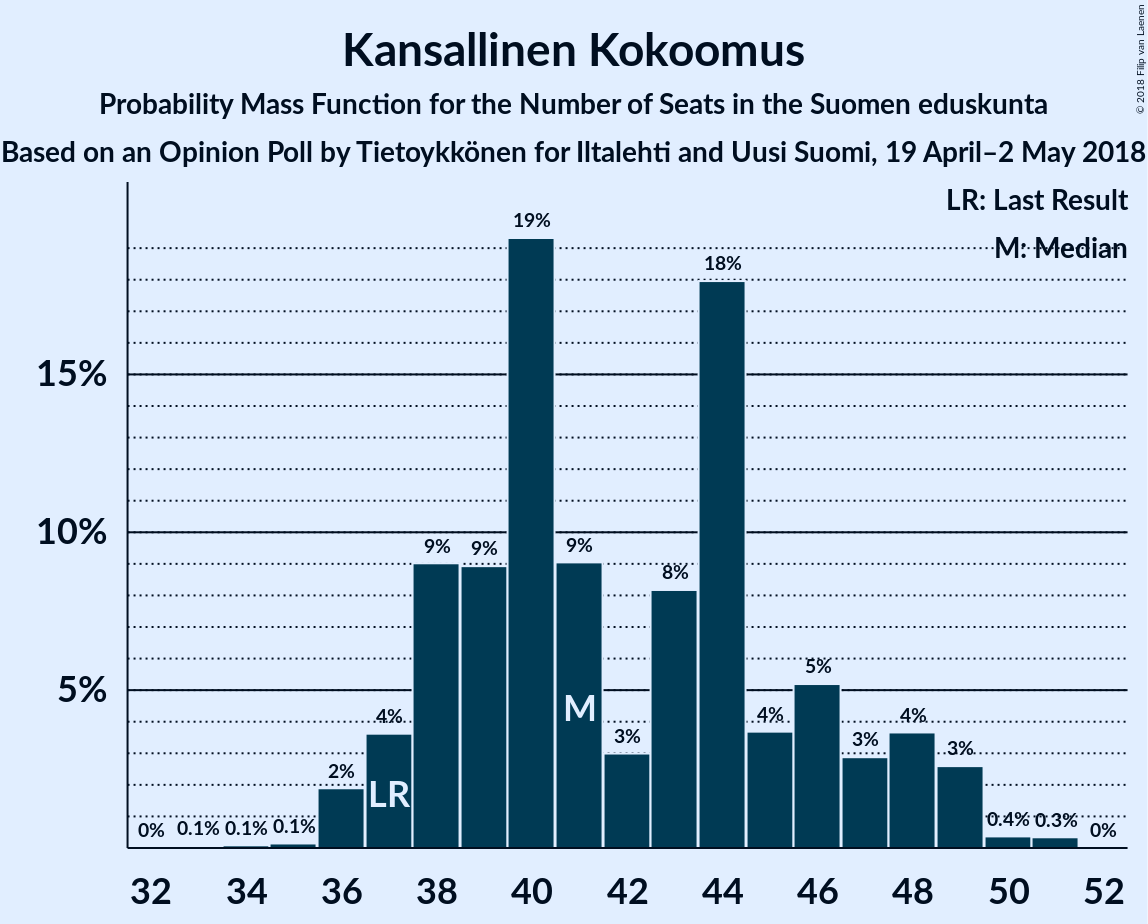 Kansallinen Kokoomus
Probability Mass Function for the Number of Seats in the Suomen eduskunta
Based on an Opinion Poll by Tietoykkönen for Iltalehti and Uusi Suomi, 19 April–2 May 2018
© 2018 Filip van Laenen
LR: Last Result
M: Median
15%
10%
5%
0%
0.1%
0.1%
0.1%
2%
4%
9%
9%
19%
9%
3%
8%
18%
4%
5%
3%
4%
3%
0.4%
0.3%
0%
LR
M
32 34 36 38 40 42 44 46 48 50 52